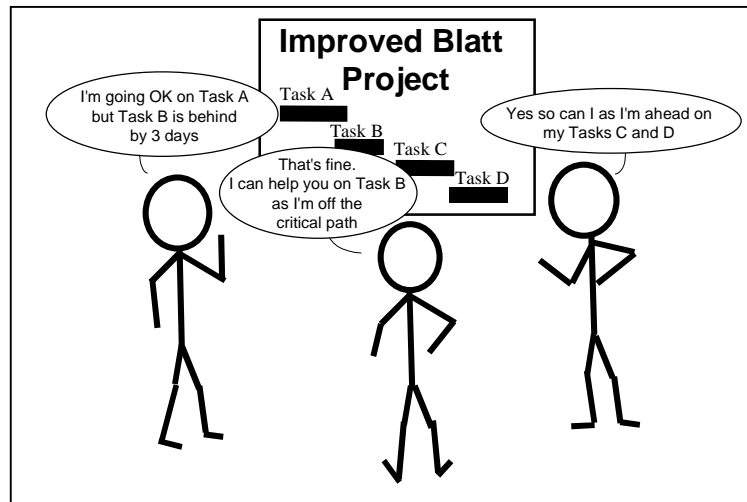 Improved Blatt
Project
I'm going OK on Task A
but Task B is behind
by 3 days
Task A
Yes so can I as I'm ahead on
my Tasks C and D
Task B
Task C
That's fine.
I can help you on Task B
as I'm off the
critical path
Task D